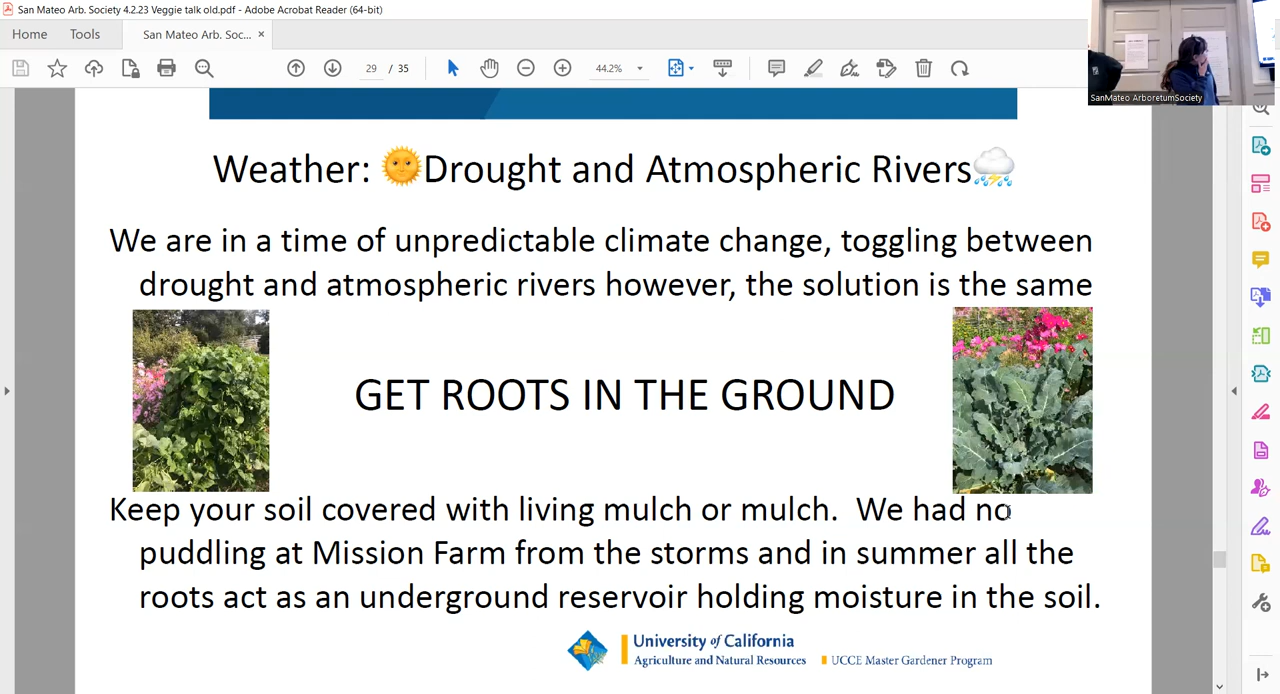 San Mateo Arb. Society 4.2.23 Veggie talk old.pdf - Adobe Acrobat Reader (64-bit)
Home Tools San Mateo Arb. Soc... ×
29 / 35 44.2%
SanMateo ArboretumSociety
Weather: 🌞Drought and Atmospheric Rivers⛈
We are in a time of unpredictable climate change, toggling between
drought and atmospheric rivers however, the solution is the same
GET ROOTS IN THE GROUND
Keep your soil covered with living mulch or mulch. We had no
puddling at Mission Farm from the storms and in summer all the
roots act as an underground reservoir holding moisture in the soil.
University of California
Agriculture and Natural Resources UCCE Master Gardener Program